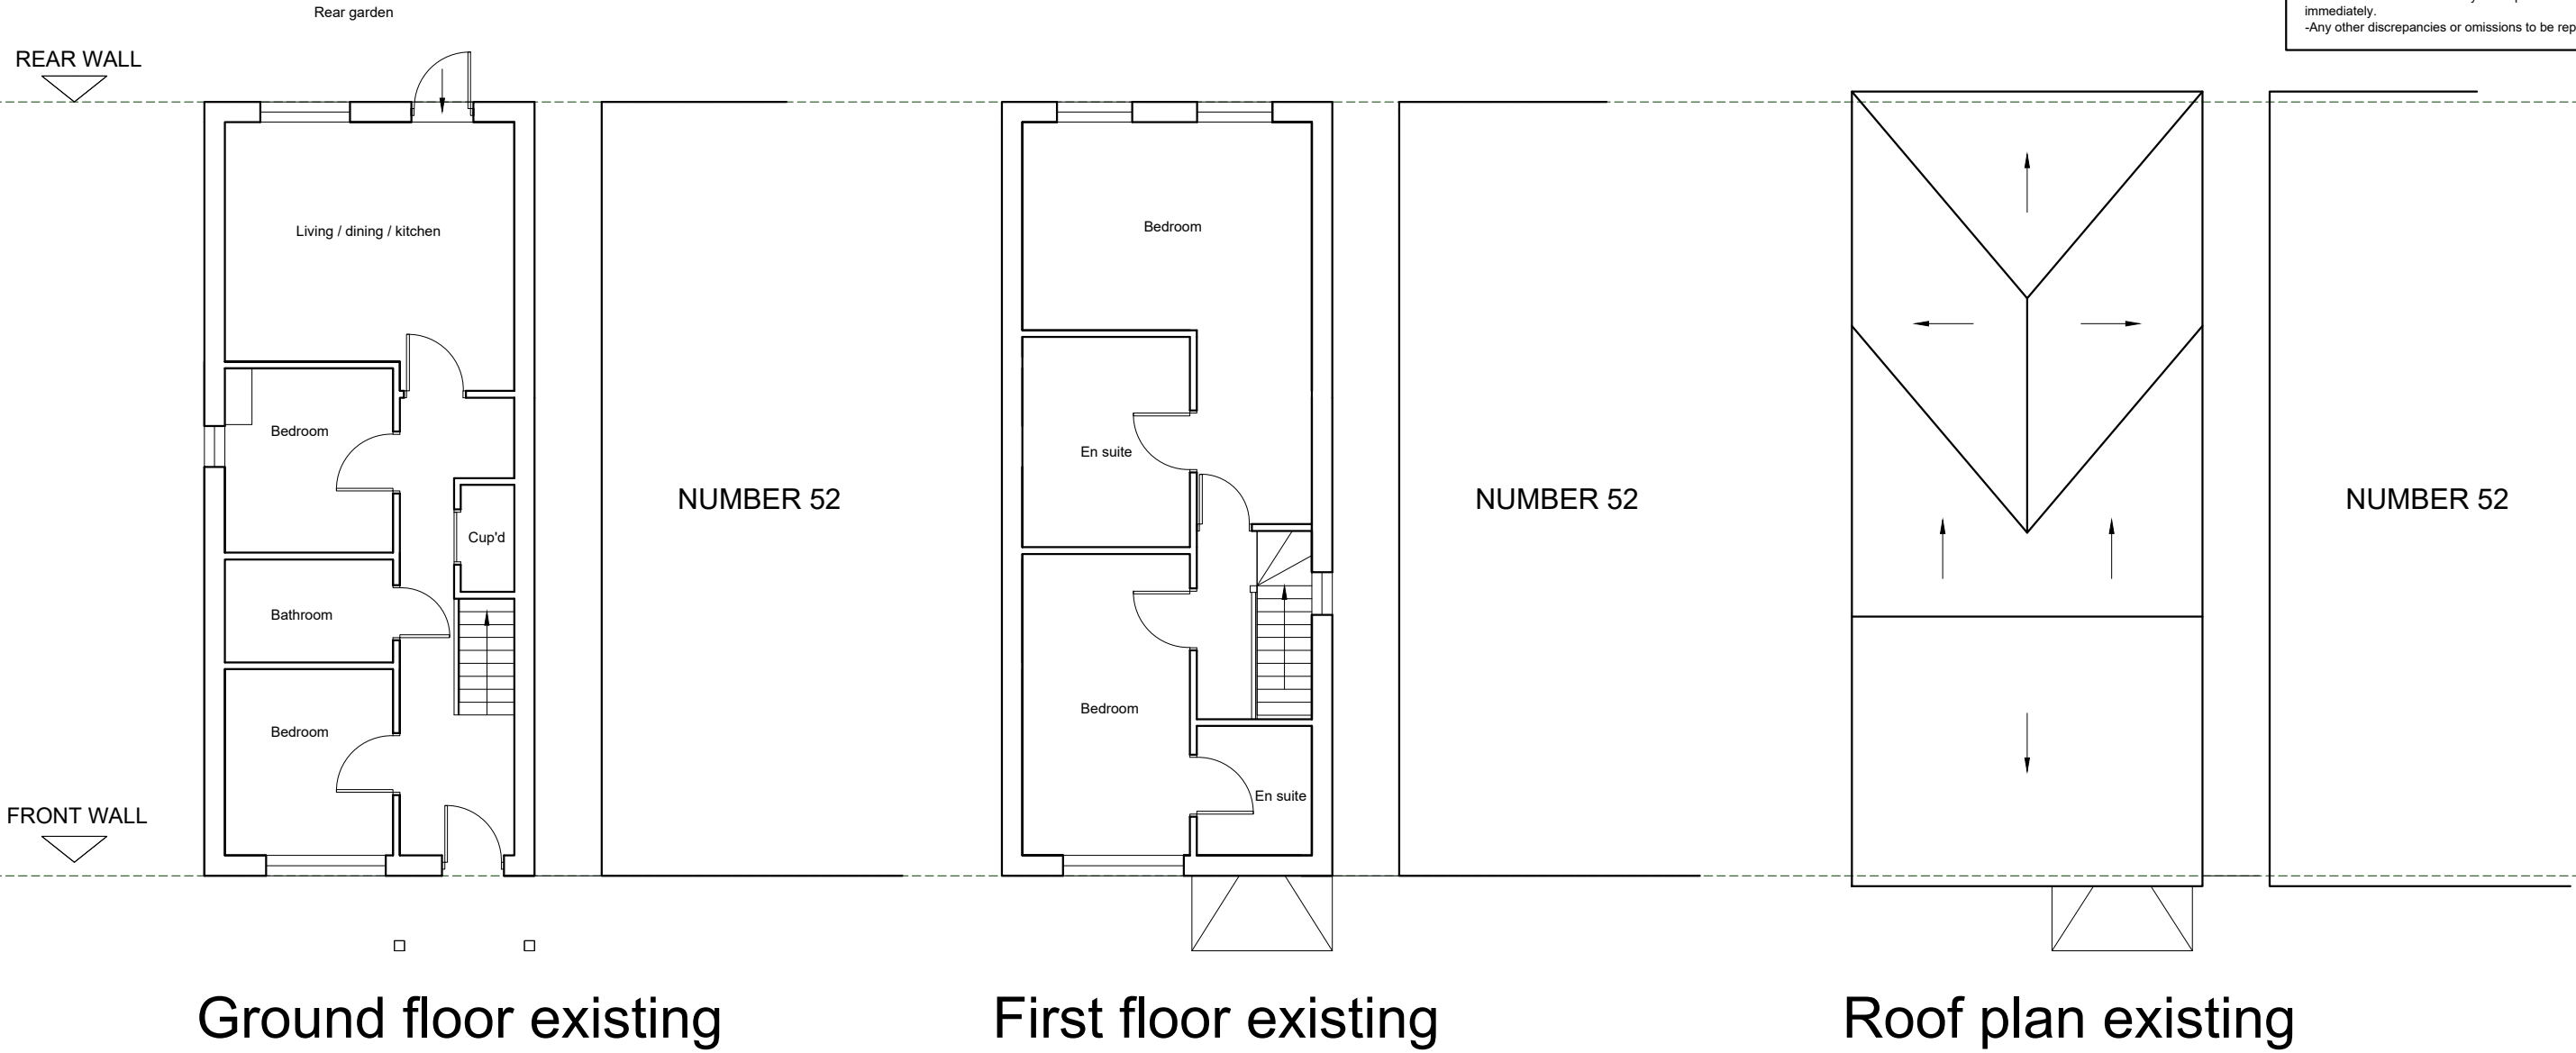 Rear garden
immediately.
-Any other discrepancies or omissions to be rep
REAR WALL
Living / dining / kitchen
Bedroom
Bedroom
En suite
Cup'd
NUMBER 52
NUMBER 52
NUMBER 52
Bathroom
Bedroom
Bedroom
En suite
FRONT WALL
Ground floor existing
First floor existing
Roof plan existing